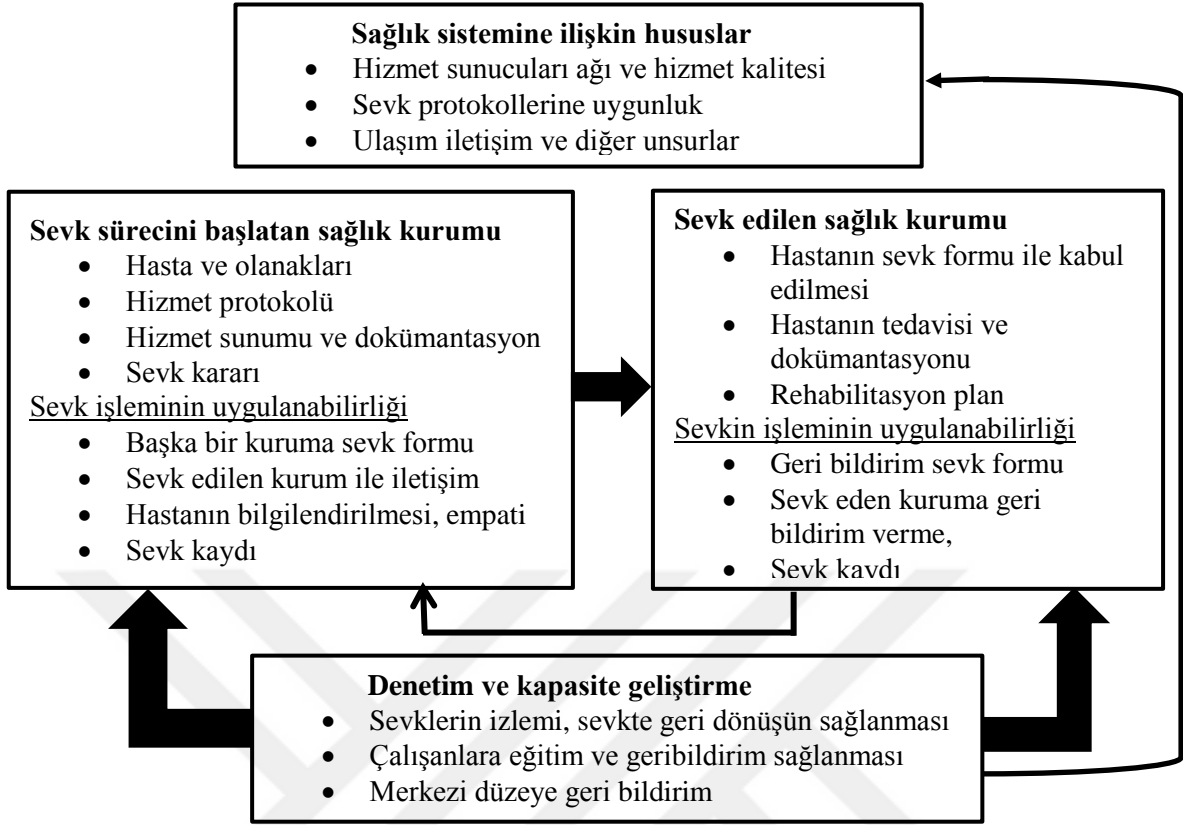 Sağlık sistemine ilişkin hususlar
• Hizmet sunucuları ağı ve hizmet kalitesi
• Sevk protokollerine uygunluk
• Ulaşım iletişim ve diğer unsurlar
Sevk sürecini başlatan sağlık kurumu
• Hasta ve olanakları
• Hizmet protokolü
• Hizmet sunumu ve dokümantasyon
• Sevk kararı
Sevk işleminin uygulanabilirliği
• Başka bir kuruma sevk formu
• Sevk edilen kurum ile iletişim
• Hastanın bilgilendirilmesi, empati
• Sevk kaydı
Sevk edilen sağlık kurumu
• Hastanın sevk formu ile kabul
edilmesi
• Hastanın tedavisi ve
dokümantasyonu
• Rehabilitasyon plan
Sevkin işleminin uygulanabilirliği
• Geri bildirim sevk formu
• Sevk eden kuruma geri
bildirim verme,
• Sevk kaydı
Denetim ve kapasite geliştirme
• Sevklerin izlemi, sevkte geri dönüşün sağlanması
• Çalışanlara eğitim ve geribildirim sağlanması
• Merkezi düzeye geri bildirim